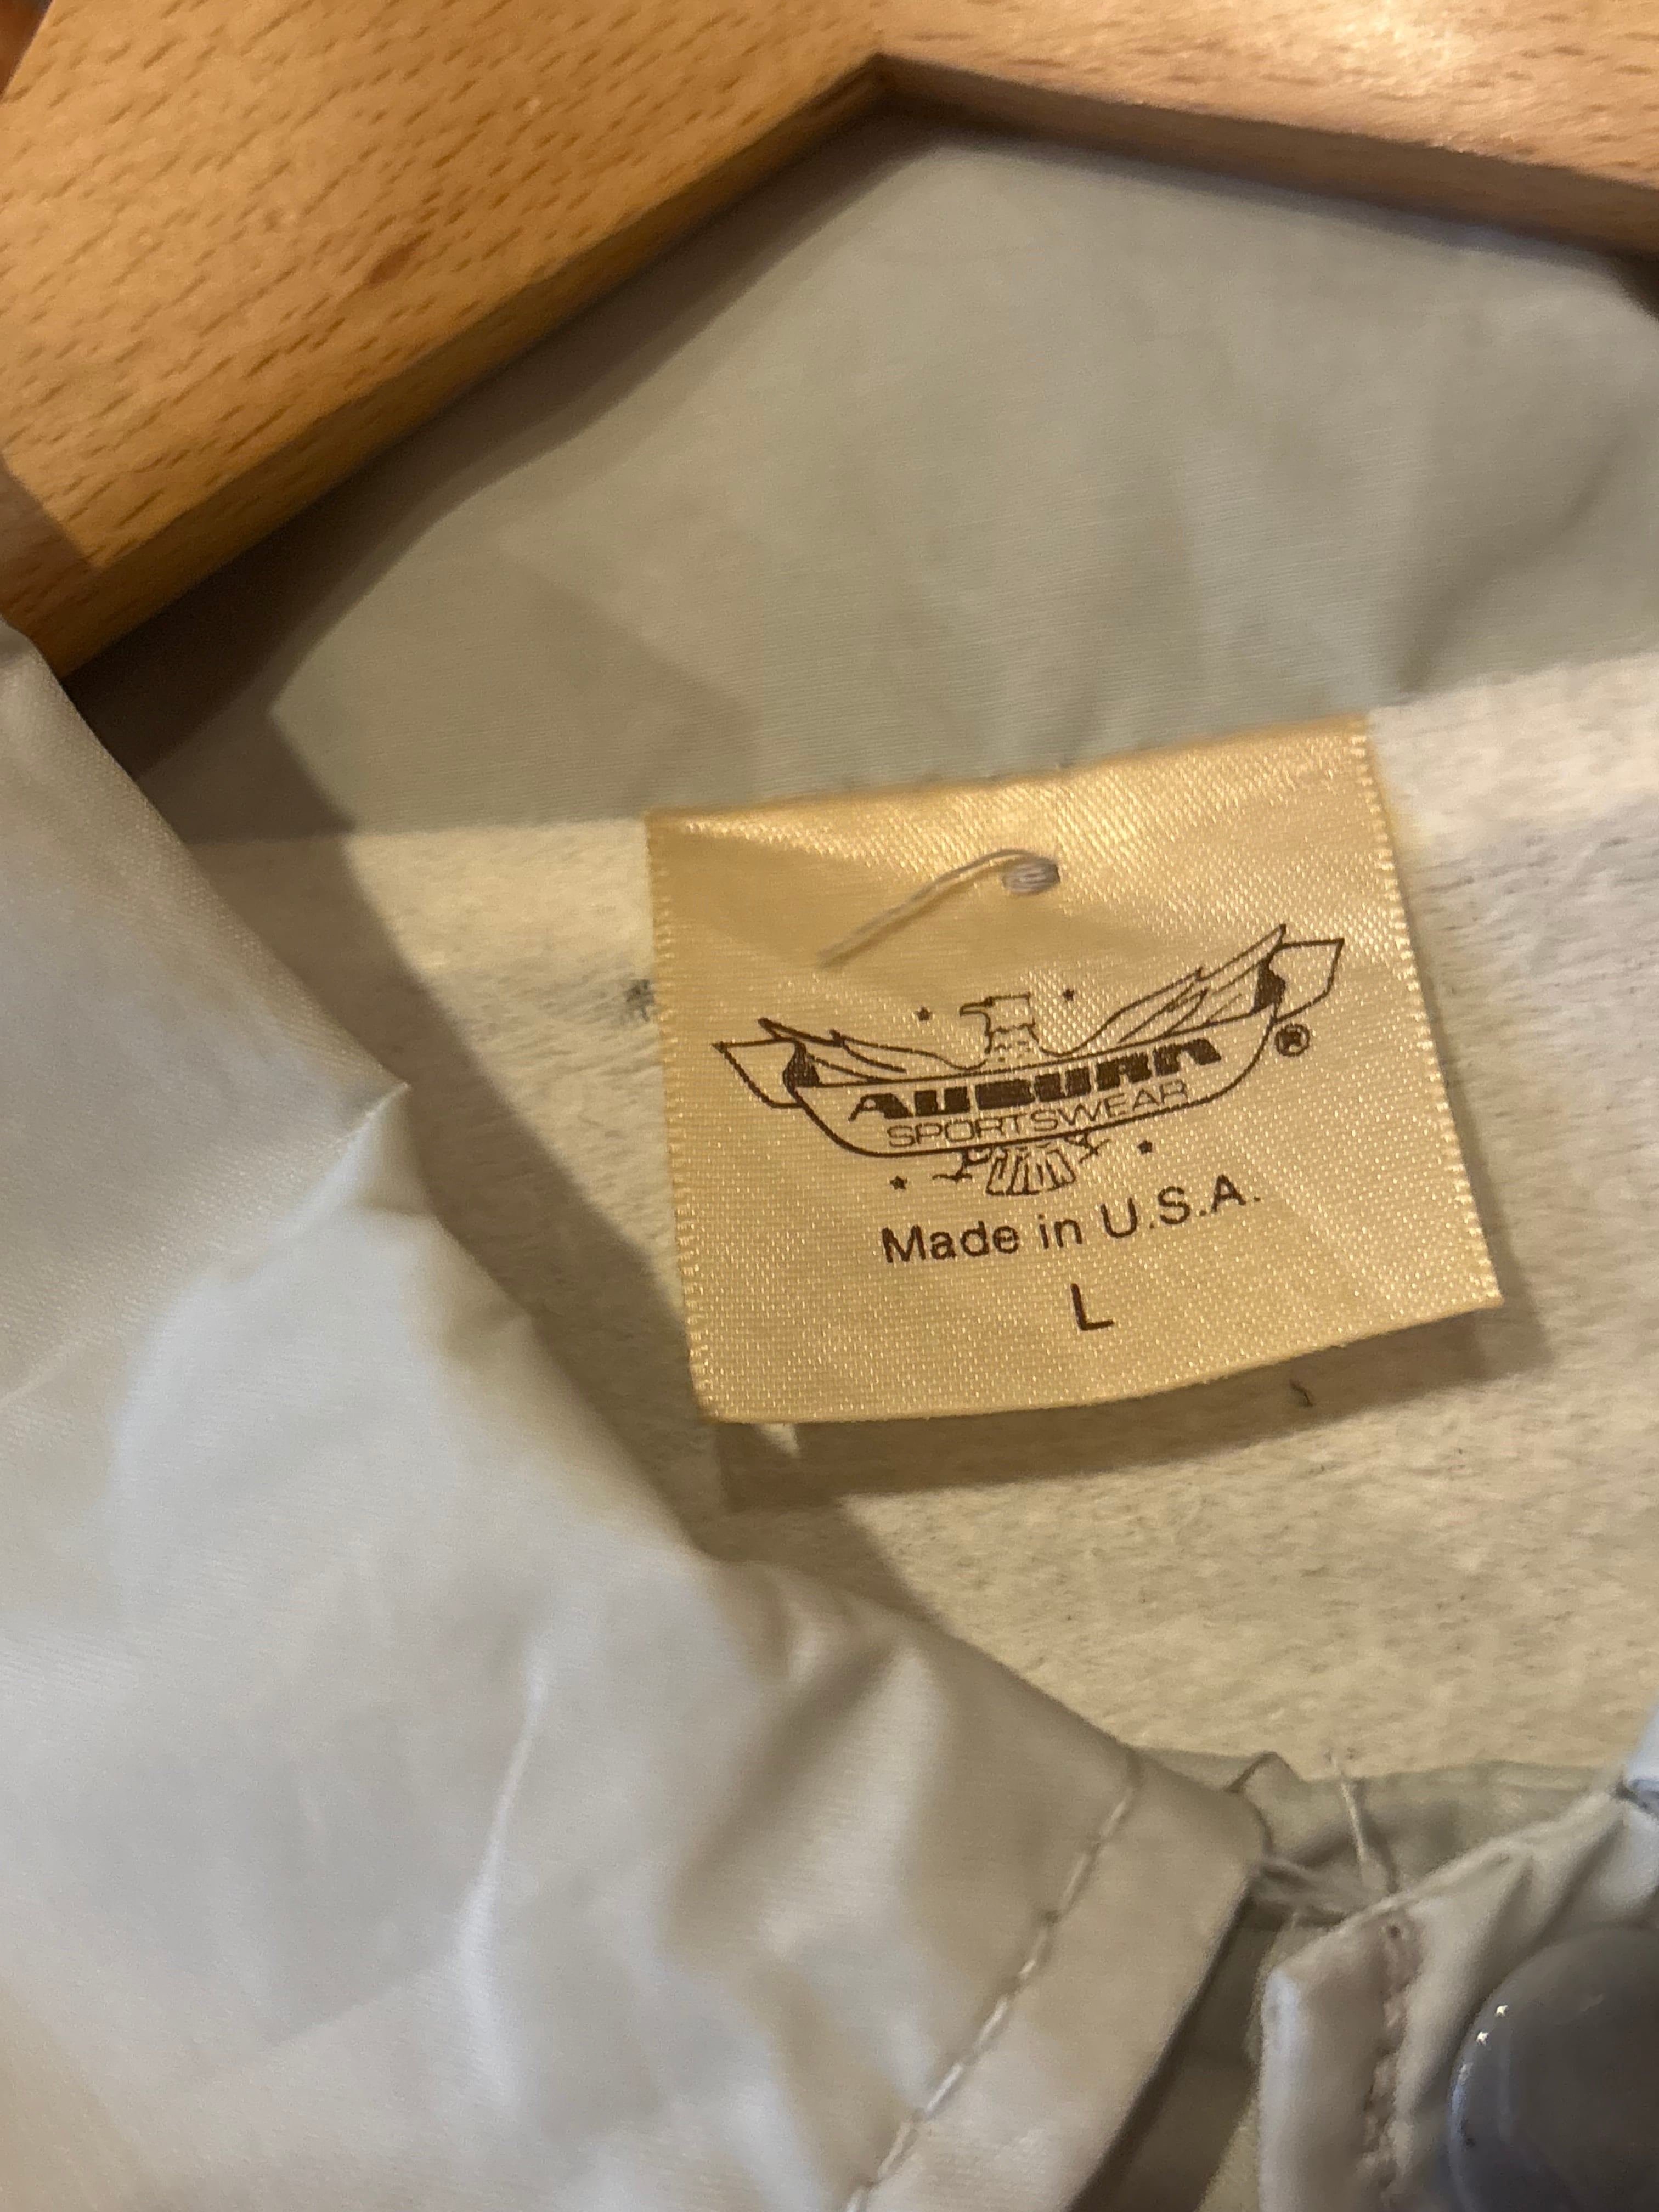 AUBURN
SPORTSWEAR
®
Made in U.S.A.
L